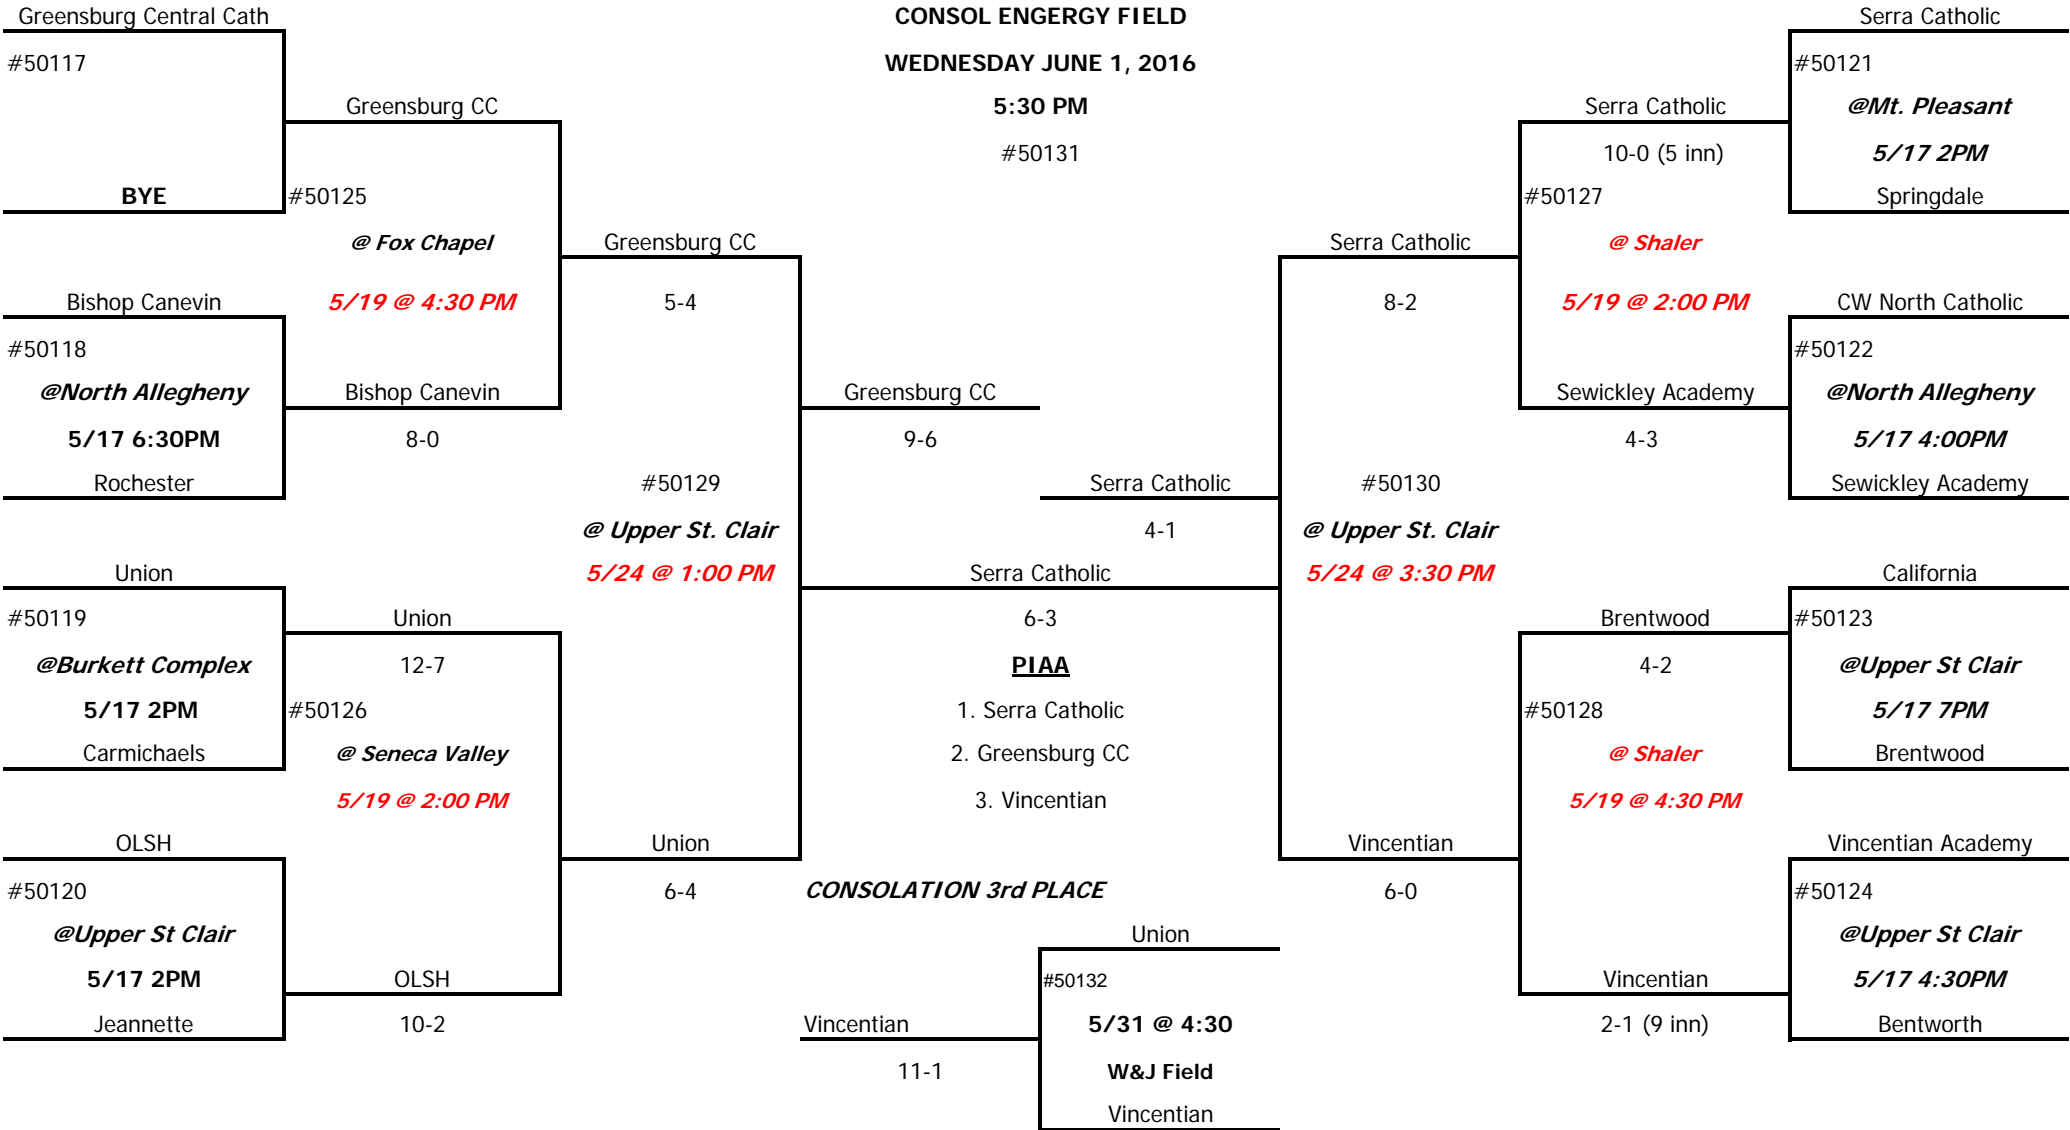 Greensburg Central Cath
CONSOL ENGERGY FIELD
Serra Catholic
#50117
WEDNESDAY JUNE 1, 2016
#50121
Greensburg CC
5:30 PM
Serra Catholic
@Mt. Pleasant
#50131
10-0 (5 inn)
5/17 2PM
BYE
#50125
#50127
Springdale
@ Fox Chapel
Greensburg CC
Serra Catholic
@ Shaler
Bishop Canevin
5/19 @ 4:30 PM
5-4
8-2
5/19 @ 2:00 PM
CW North Catholic
#50118
#50122
@North Allegheny
Bishop Canevin
Greensburg CC
Sewickley Academy
@North Allegheny
5/17 6:30PM
8-0
9-6
4-3
5/17 4:00PM
Rochester
#50129
Serra Catholic
#50130
Sewickley Academy
@ Upper St. Clair
4-1
@ Upper St. Clair
Union
5/24 @ 1:00 PM
Serra Catholic
5/24 @ 3:30 PM
California
#50119
Union
6-3
Brentwood
#50123
@Burkett Complex
12-7
PIAA
4-2
@Upper St Clair
5/17 2PM
#50126
1. Serra Catholic
#50128
5/17 7PM
Carmichaels
@ Seneca Valley
2. Greensburg CC
@ Shaler
Brentwood
5/19 @ 2:00 PM
3. Vincentian
5/19 @ 4:30 PM
OLSH
Union
Vincentian
Vincentian Academy
#50120
6-4
CONSOLATION 3rd PLACE
6-0
#50124
@Upper St Clair
Union
@Upper St Clair
5/17 2PM
OLSH
#50132
Vincentian
5/17 4:30PM
Jeannette
10-2
Vincentian
5/31 @ 4:30
2-1 (9 inn)
Bentworth
11-1
W&J Field
Vincentian